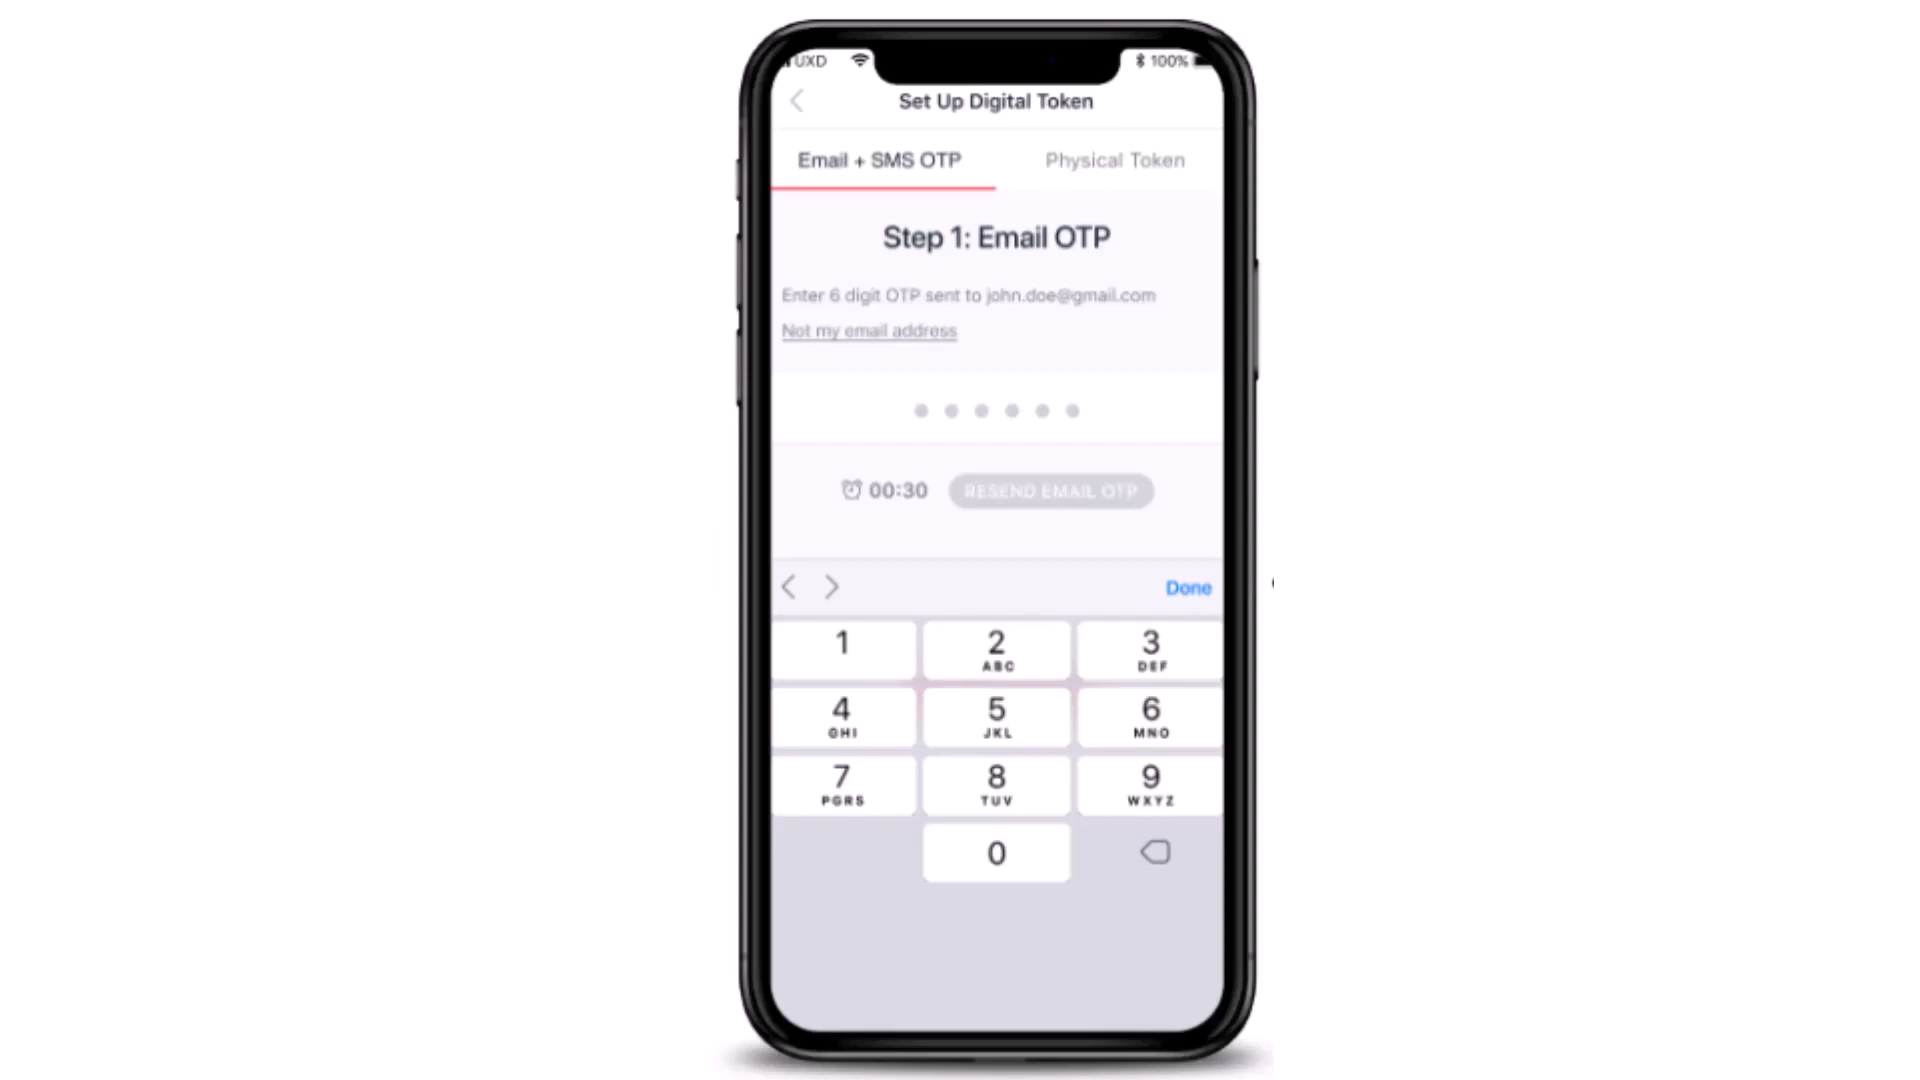 UXD 100%
Set Up Digital Token
Email + SMS OTP Physical Token
Step 1: Email OTP
Enter 6 digit OTP sent to john.doe@gmail.com
Not my email address
00:30 RESEND EMAIL OTP
Done
1 2 3
ABC DEF
4 5 6
GHI JKL MNO
7 8 9
PQRS TUV WXYZ
0